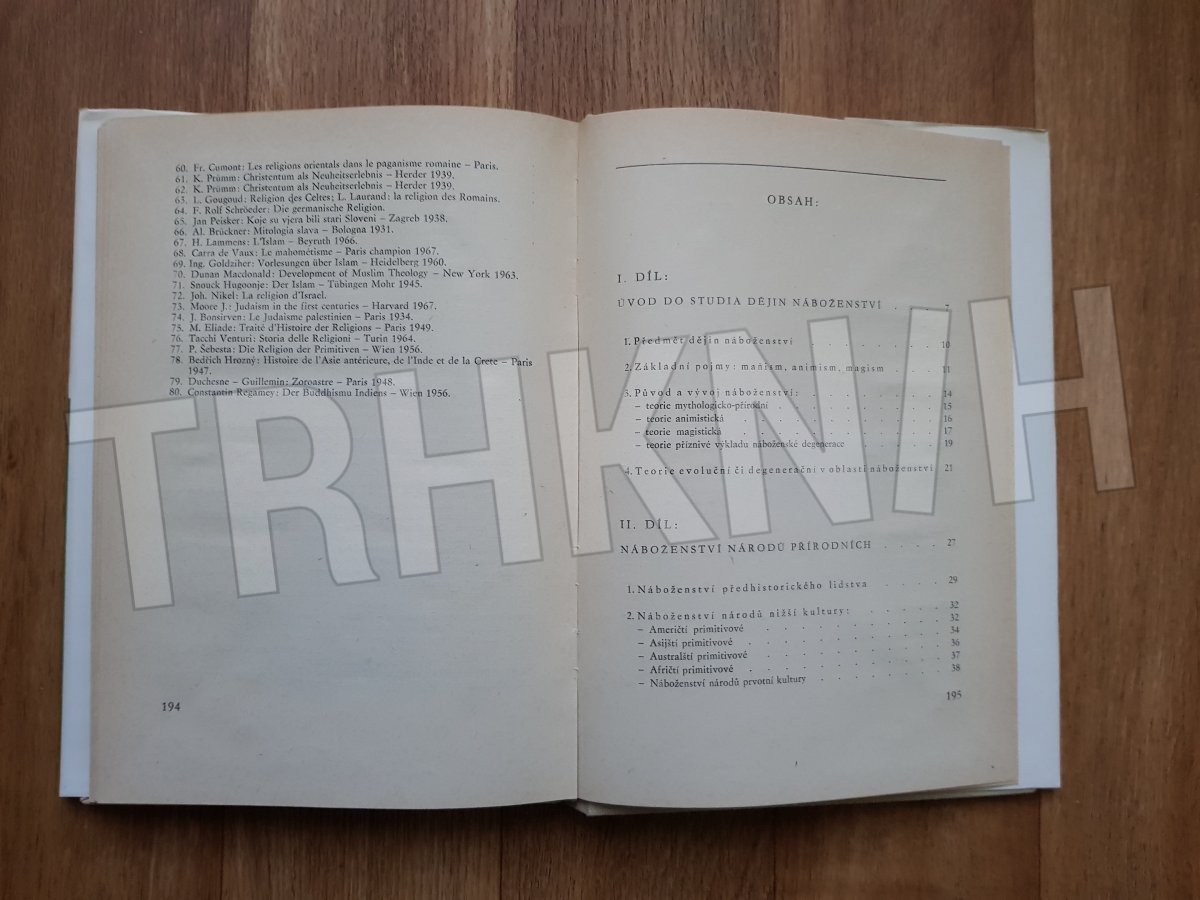 60. Fr. Cumont: Les religions orientals dans le paganisme romaine – Paris.
61. K. Prümm: Christentum als Neuheitserlebnis – Herder 1939.
62. K. Prümm: Christentum als Neuheitserlebnis – Herder 1939.
63. L. Gougoud: Religion des Celtes; L. Laurand: la religion des Romains.
64. F. Rolf Schröeder: Die germanische Religion.
65. Jan Peisker: Koje su vjera bili stari Sloveni – Zagreb 1938.
66. Al. Brückner: Mitologia slava – Bologna 1931.
67. H. Lammens: L'Islam – Beyruth 1966.
68. Carra de Vaux: Le mahométisme – Paris champion 1967.
69. Ing. Goldziher: Vorlesungen über Islam – Heidelberg 1960.
70. Dunan Macdonald: Development of Muslim Theology – New York 1963.
71. Snouck Hugoonje: Der Islam – Tübingen Mohr 1945.
72. Joh. Nikel: La religion d'Israel.
73. Moore J.: Judaism in the first centuries – Harvard 1967.
74. J. Bonsirven: Le Judaisme palestinien – Paris 1934.
75. M. Eliade: Traité d'Histoire de Religions – Paris 1949.
76. Tacchi Venturi: Storia delle Religioni – Turin 1964.
77. P. Šebesta: Die Religion der Primitiven – Wien 1956.
78. Bedřich Hrozný: Histoire de l'Asie antérieure, de l'Inde et de la Crete – Paris
1947.
79. Duchesne – Guillemin: Zoroastre – Paris 1948.
80. Constantin Regamey: Der Buddhismu Indiens – Wien 1956.
194
OBSAH:
I. DÍL:
ÚVOD DO STUDIA DĚJIN NÁBOŽENSTVÍ . . 7
1. Předmět dějin náboženství . . . . . . 10
2. Základní pojmy: manism, animism, magism . . . 11
3. Původ a vývoj náboženství: . . . . . . 14
– teorie mythologicko-přírodní . . . . . . 15
– teorie animistická . . . . . . . . 16
– teorie magistická . . . . . . . . 17
– teorie příznivé výkladu náboženské degenerace . . . . 19
4. Teorie evoluční či degenerační v oblasti náboženství 21
II. DÍL:
NÁBOŽENSTVÍ NÁRODŮ PŘÍRODNÍCH . . . . 27
1. Náboženství předhistorického lidstva . . . . 29
2. Náboženství národů nižší kultury: . . . . . 32
– Američtí primitivové . . . . . . . . 32
– Asijští primitivové . . . . . . . . 34
– Australští primitivové . . . . . . . . 36
– Afričtí primitivové . . . . . . . . 37
– Náboženství národů prvotní kultury . . . . . . 38
195
TRHKNIH